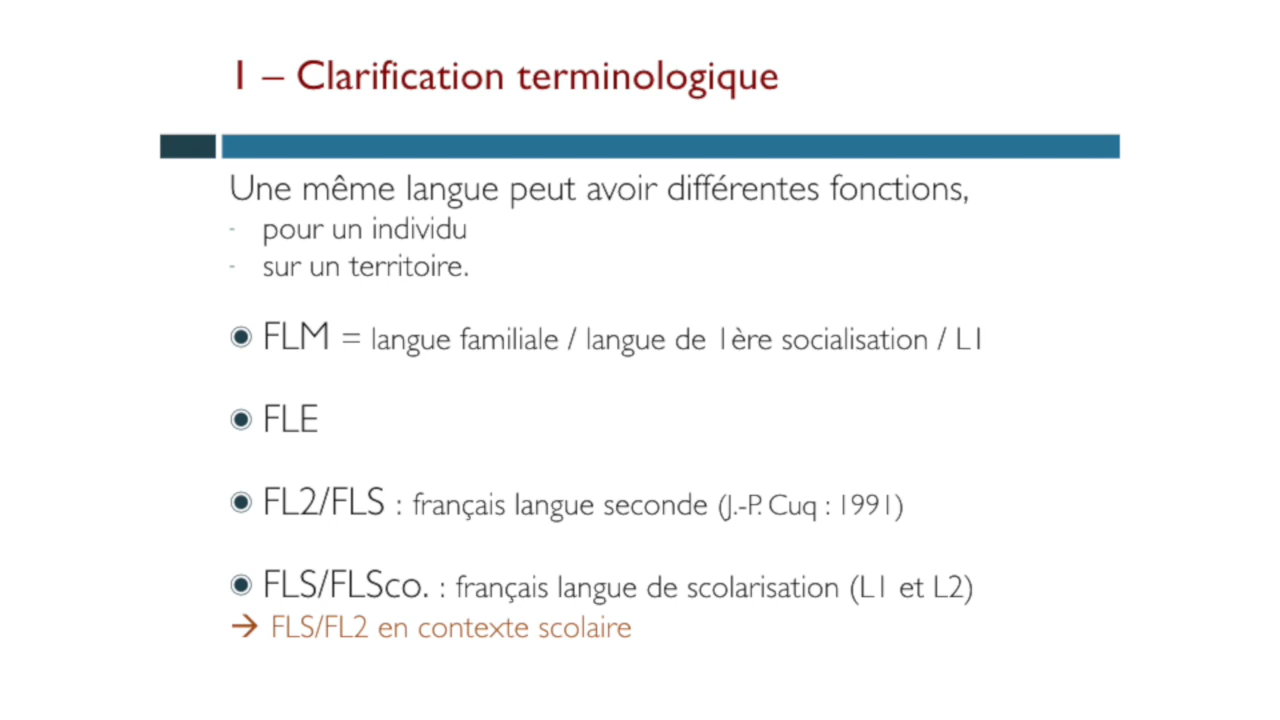 1 – Clarification terminologique
Une même langue peut avoir différentes fonctions,
- pour un individu
- sur un territoire.
FLM = langue familiale / langue de 1ère socialisation / L1
FLE
FL2/FLS : français langue seconde (J.-P. Cuq : 1991)
FLS/FLSco. : français langue de scolarisation (L1 et L2)
→ FLS/FL2 en contexte scolaire